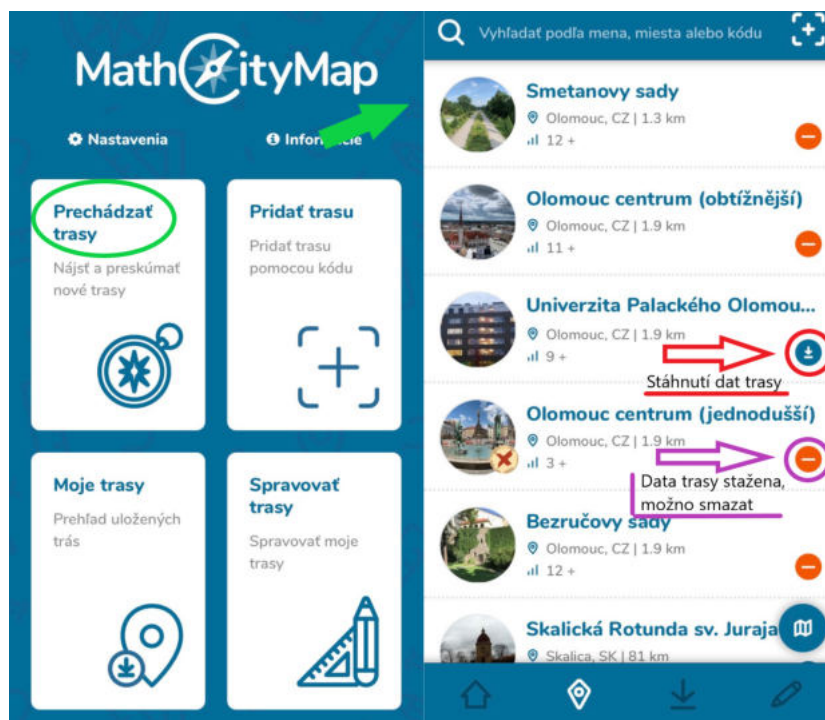 MathCityMap
Nastavenia
Informácie
Prechádzať
trasy
Nájsť a preskúmať
nové trasy
Pridať trasu
Pridať trasu
pomocou kódu
Moje trasy
Prehľad uložených
trás
Spravovať
trasy
Spravovať moje
trasy
Vyhľadať podľa mena, miesta alebo kódu
Smetanovy sady
Olomouc, CZ | 1.3 km
12 +
Olomouc centrum (obtížnější)
Olomouc, CZ | 1.9 km
11 +
Univerzita Palackého Olomou...
Olomouc, CZ | 1.9 km
9 +
Stáhnutí dat trasy
Olomouc centrum (jednodušší)
Olomouc, CZ | 1.9 km
3 +
Data trasy stažena,
možno smazat
Bezručovy sady
Olomouc, CZ | 1.9 km
12 +
Skalická Rotunda sv. Juraja
Skalica, SK | 81 km